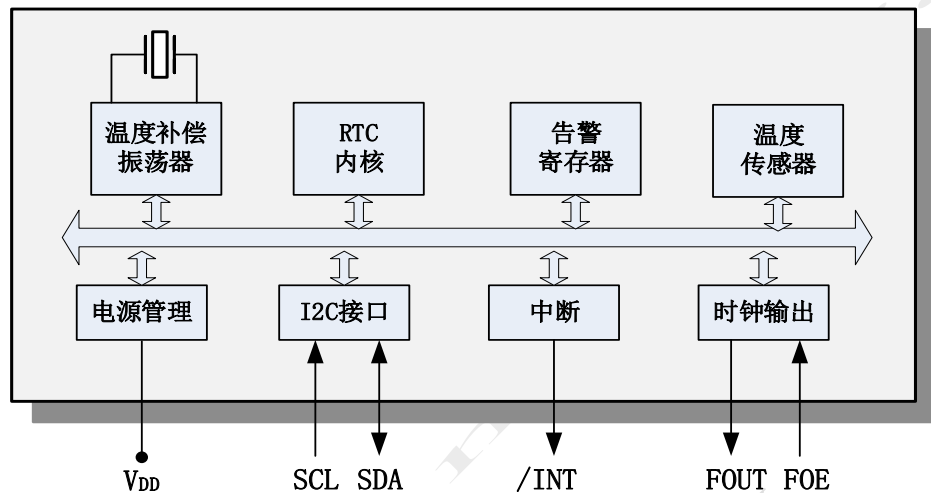 温度补偿
振荡器
RTC
内核
告警
寄存器
温度
传感器
电源管理
I2C接口
中断
时钟输出
VDD
SCL SDA
/INT
FOUT FOE